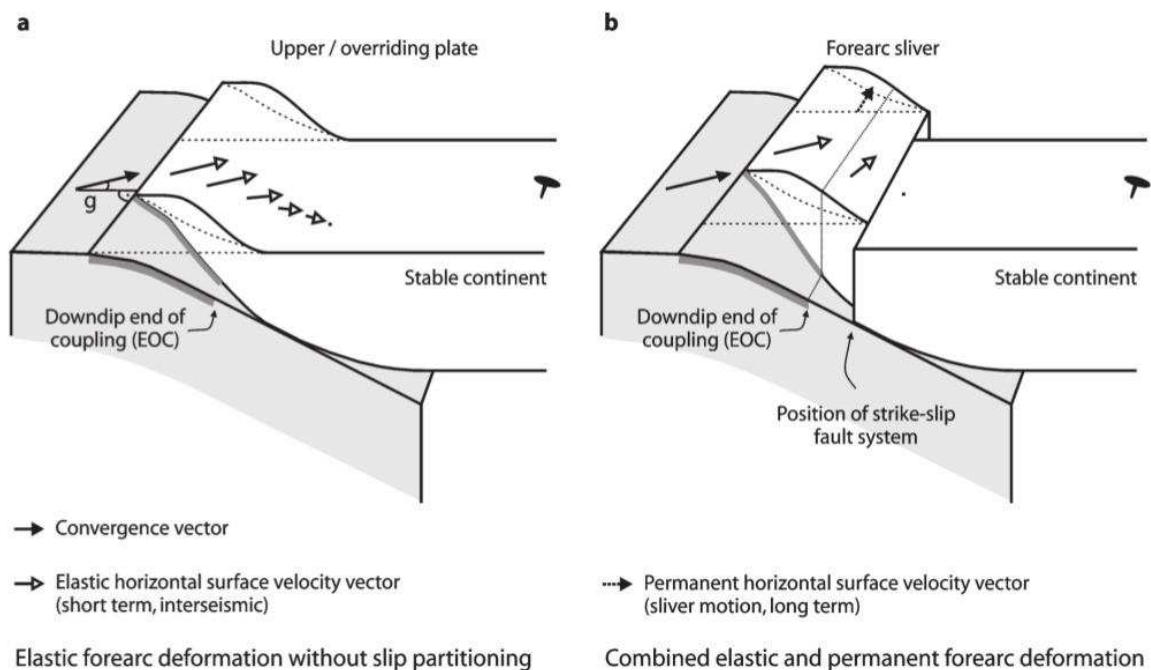 a
Upper / overriding plate
g
Stable continent
Downdip end of
coupling (EOC)
Convergence vector
Elastic horizontal surface velocity vector
(short term, interseismic)
Elastic forearc deformation without slip partitioning
b
Forearc sliver
Stable continent
Downdip end of
coupling (EOC)
Position of strike-slip
fault system
Permanent horizontal surface velocity vector
(sliver motion, long term)
Combined elastic and permanent forearc deformation